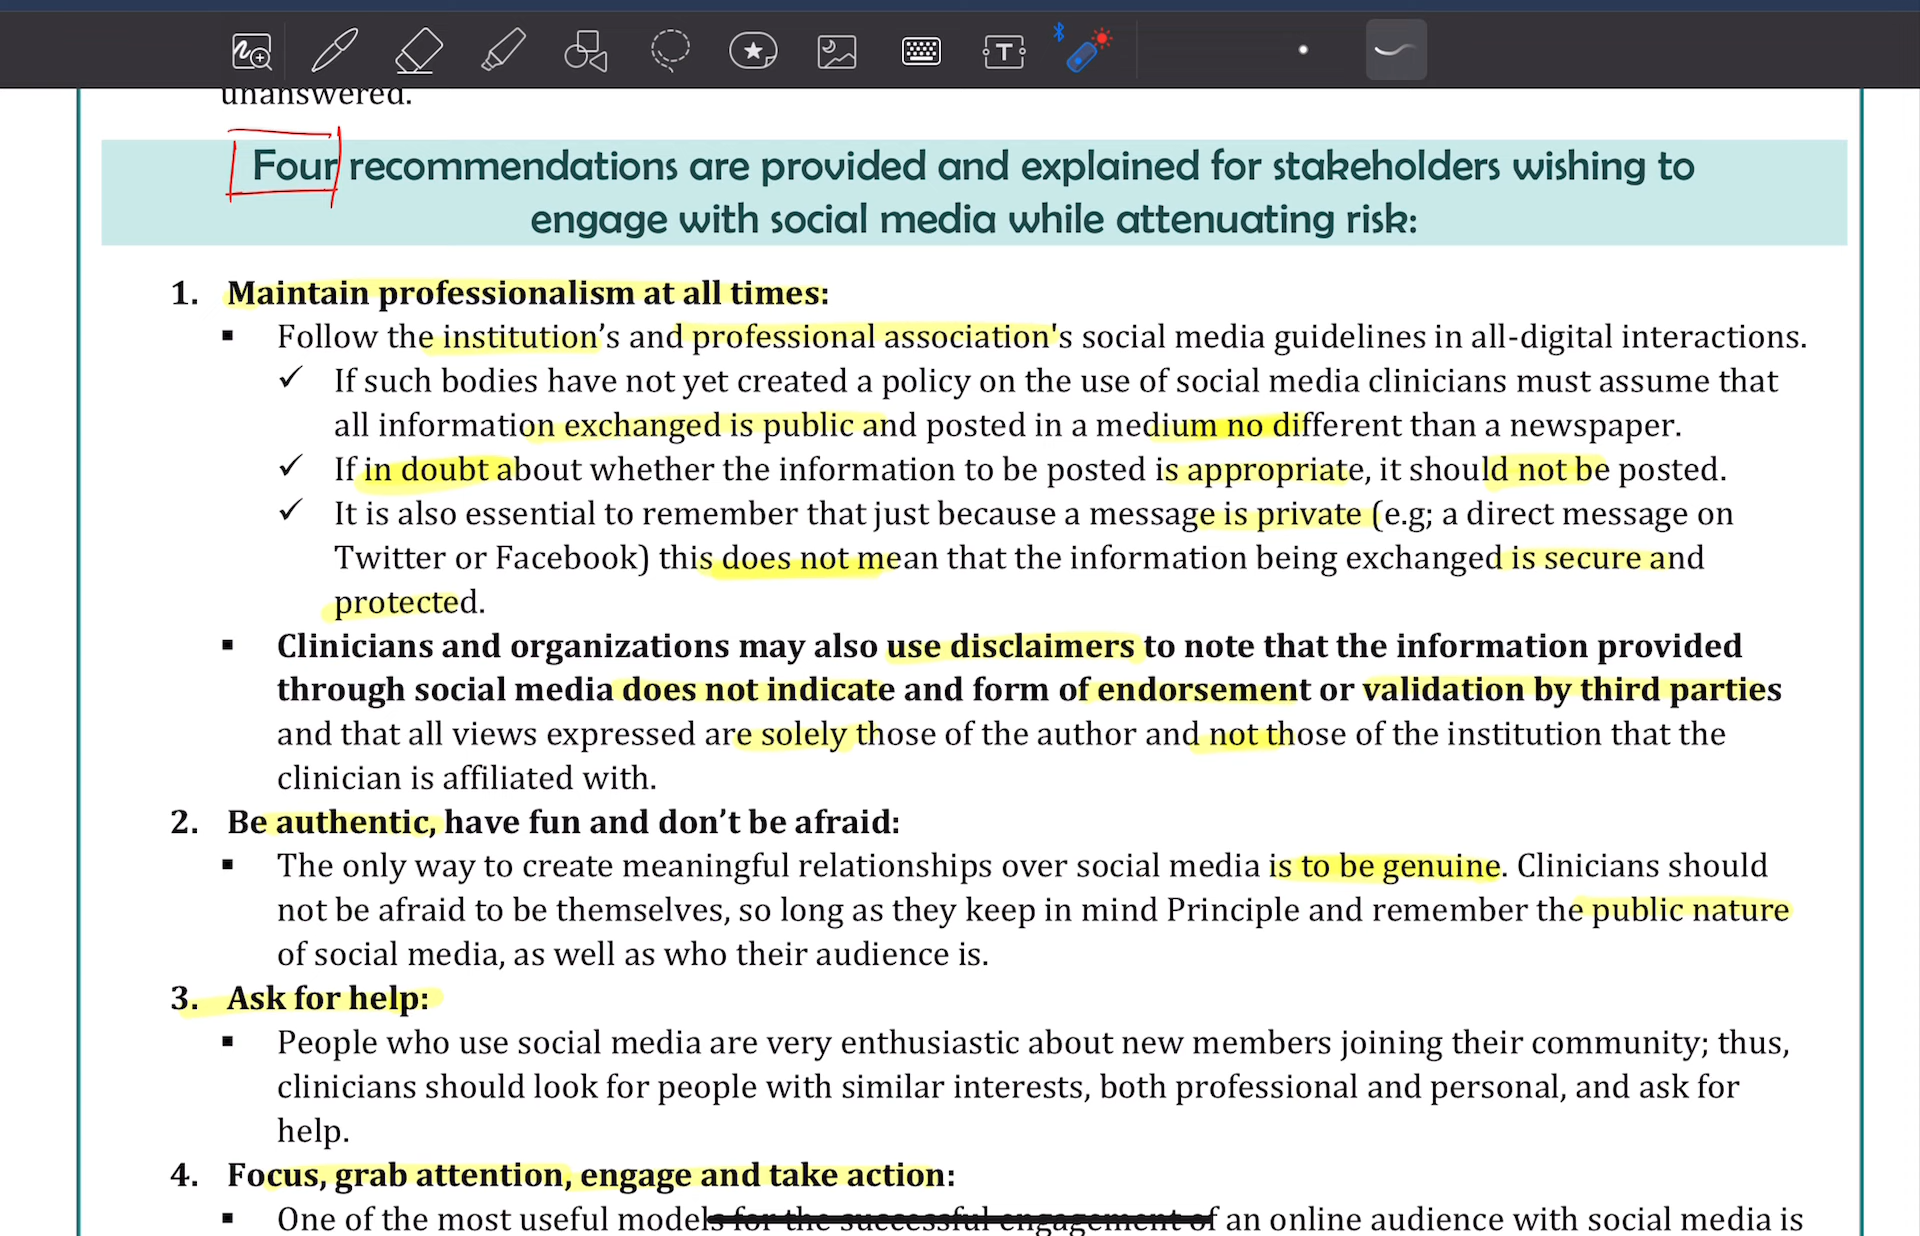 unanswered.
Four recommendations are provided and explained for stakeholders wishing to
engage with social media while attenuating risk:
1. Maintain professionalism at all times:
▪ Follow the institution’s and professional association's social media guidelines in all-digital interactions.
✓ If such bodies have not yet created a policy on the use of social media clinicians must assume that
all information exchanged is public and posted in a medium no different than a newspaper.
✓ If in doubt about whether the information to be posted is appropriate, it should not be posted.
✓ It is also essential to remember that just because a message is private (e.g; a direct message on
Twitter or Facebook) this does not mean that the information being exchanged is secure and
protected.
▪ Clinicians and organizations may also use disclaimers to note that the information provided
through social media does not indicate and form of endorsement or validation by third parties
and that all views expressed are solely those of the author and not those of the institution that the
clinician is affiliated with.
2. Be authentic, have fun and don’t be afraid:
▪ The only way to create meaningful relationships over social media is to be genuine. Clinicians should
not be afraid to be themselves, so long as they keep in mind Principle and remember the public nature
of social media, as well as who their audience is.
3. Ask for help:
▪ People who use social media are very enthusiastic about new members joining their community; thus,
clinicians should look for people with similar interests, both professional and personal, and ask for
help.
4. Focus, grab attention, engage and take action:
▪ One of the most useful models for the successful engagement of an online audience with social media is